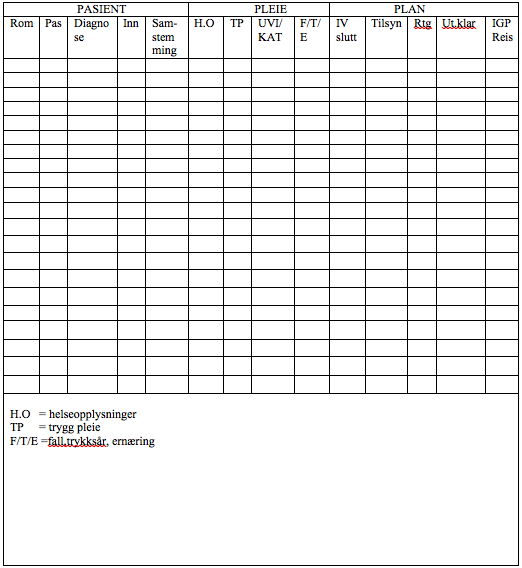 PASIENT PLEIE PLAN
Rom Pas Diagno Inn Sam- H.O TP UVI/ F/T/ IV Tilsyn Rtg Ut.klar IGP
se stem KAT E slutt Reis
mming
H.O = helseopplysninger
TP = trygg pleie
F/T/E =fall,trykksår, ernæring